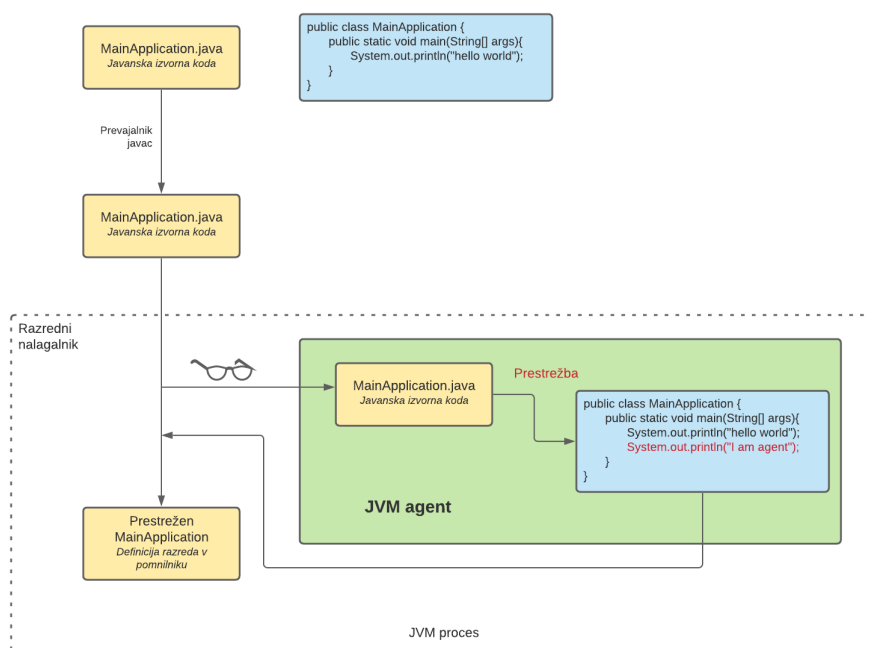 MainApplication.java
Javanska izvorna koda
public class MainApplication {
public static void main(String[] args){
System.out.println("hello world");
}
}
Prevajalnik
javac
MainApplication.java
Javanska izvorna koda
Razredni
nalagalnik
MainApplication.java
Javanska izvorna koda
Prestrežba
public class MainApplication {
public static void main(String[] args){
System.out.println("hello world");
System.out.println("I am agent");
}
}
JVM agent
Prestrežen
MainApplication
Definicija razreda v
pomnilniku
JVM proces